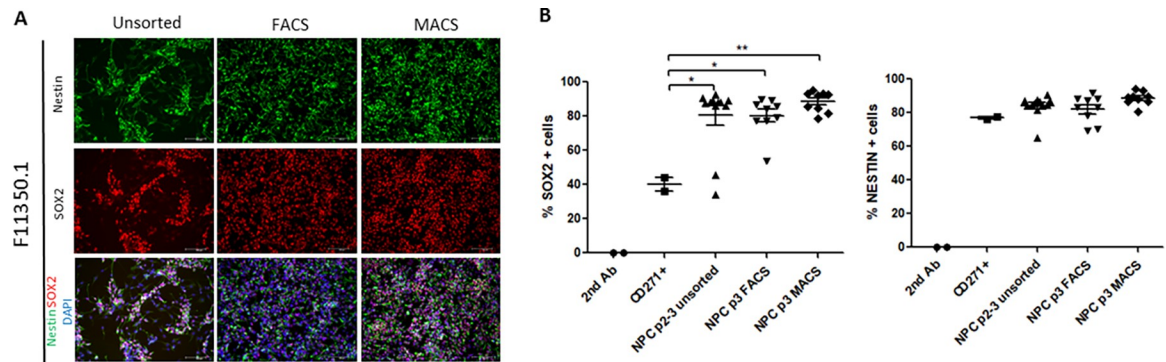 A
Unsorted FACS MACS
F11350.1
Nestin
SOX2
Nestin SOX2
DAPI
B
% SOX2 + cells
100
80
60
40
20
0
*
*
**
2nd Ab
CD271+
NPC p2-3 unsorted
NPC p3 FACS
NPC p3 MACS
% NESTIN + cells
100
80
60
40
20
0
2nd Ab
CD271+
NPC p2-3 unsorted
NPC p3 FACS
NPC p3 MACS